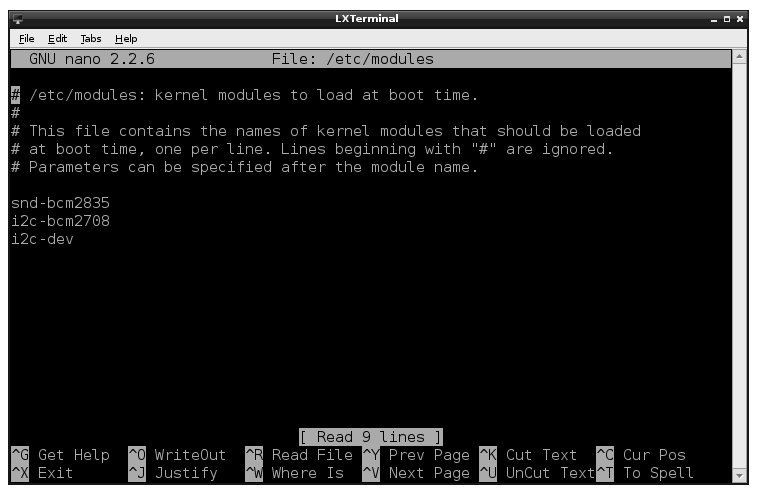 LXTerminal
File Edit Tabs Help
GNU nano 2.2.6 File: /etc/modules
# /etc/modules: kernel modules to load at boot time.
#
# This file contains the names of kernel modules that should be loaded
# at boot time, one per line. Lines beginning with "#" are ignored.
# Parameters can be specified after the module name.
snd-bcm2835
i2c-bcm2708
i2c-dev
[ Read 9 lines ]
^G Get Help ^O WriteOut ^R Read File ^Y Prev Page ^K Cut Text ^C Cur Pos
^X Exit ^J Justify ^W Where Is ^V Next Page ^U UnCut Text ^T To Spell